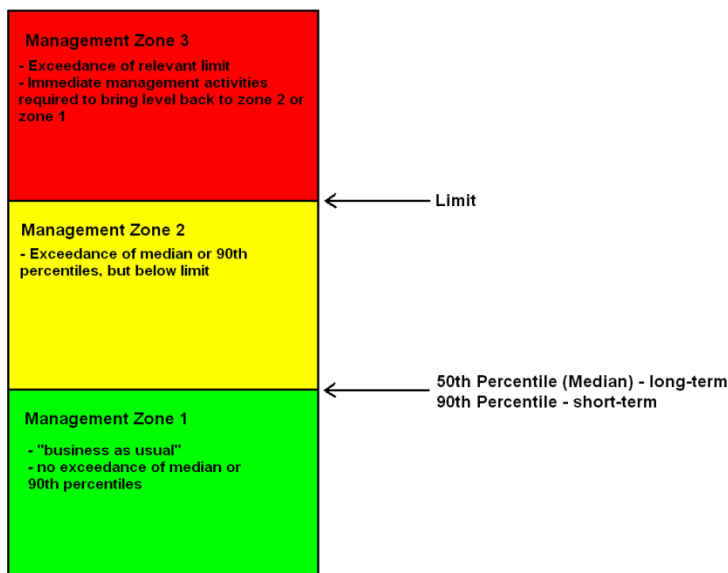 Management Zone 3
- Exceedance of relevant limit
- Immediate management activities
required to bring level back to zone 2 or
zone 1
Limit
Management Zone 2
- Exceedance of median or 90th
percentiles, but below limit
50th Percentile (Median) - long-term
90th Percentile - short-term
Management Zone 1
- "business as usual"
- no exceedance of median or
90th percentiles